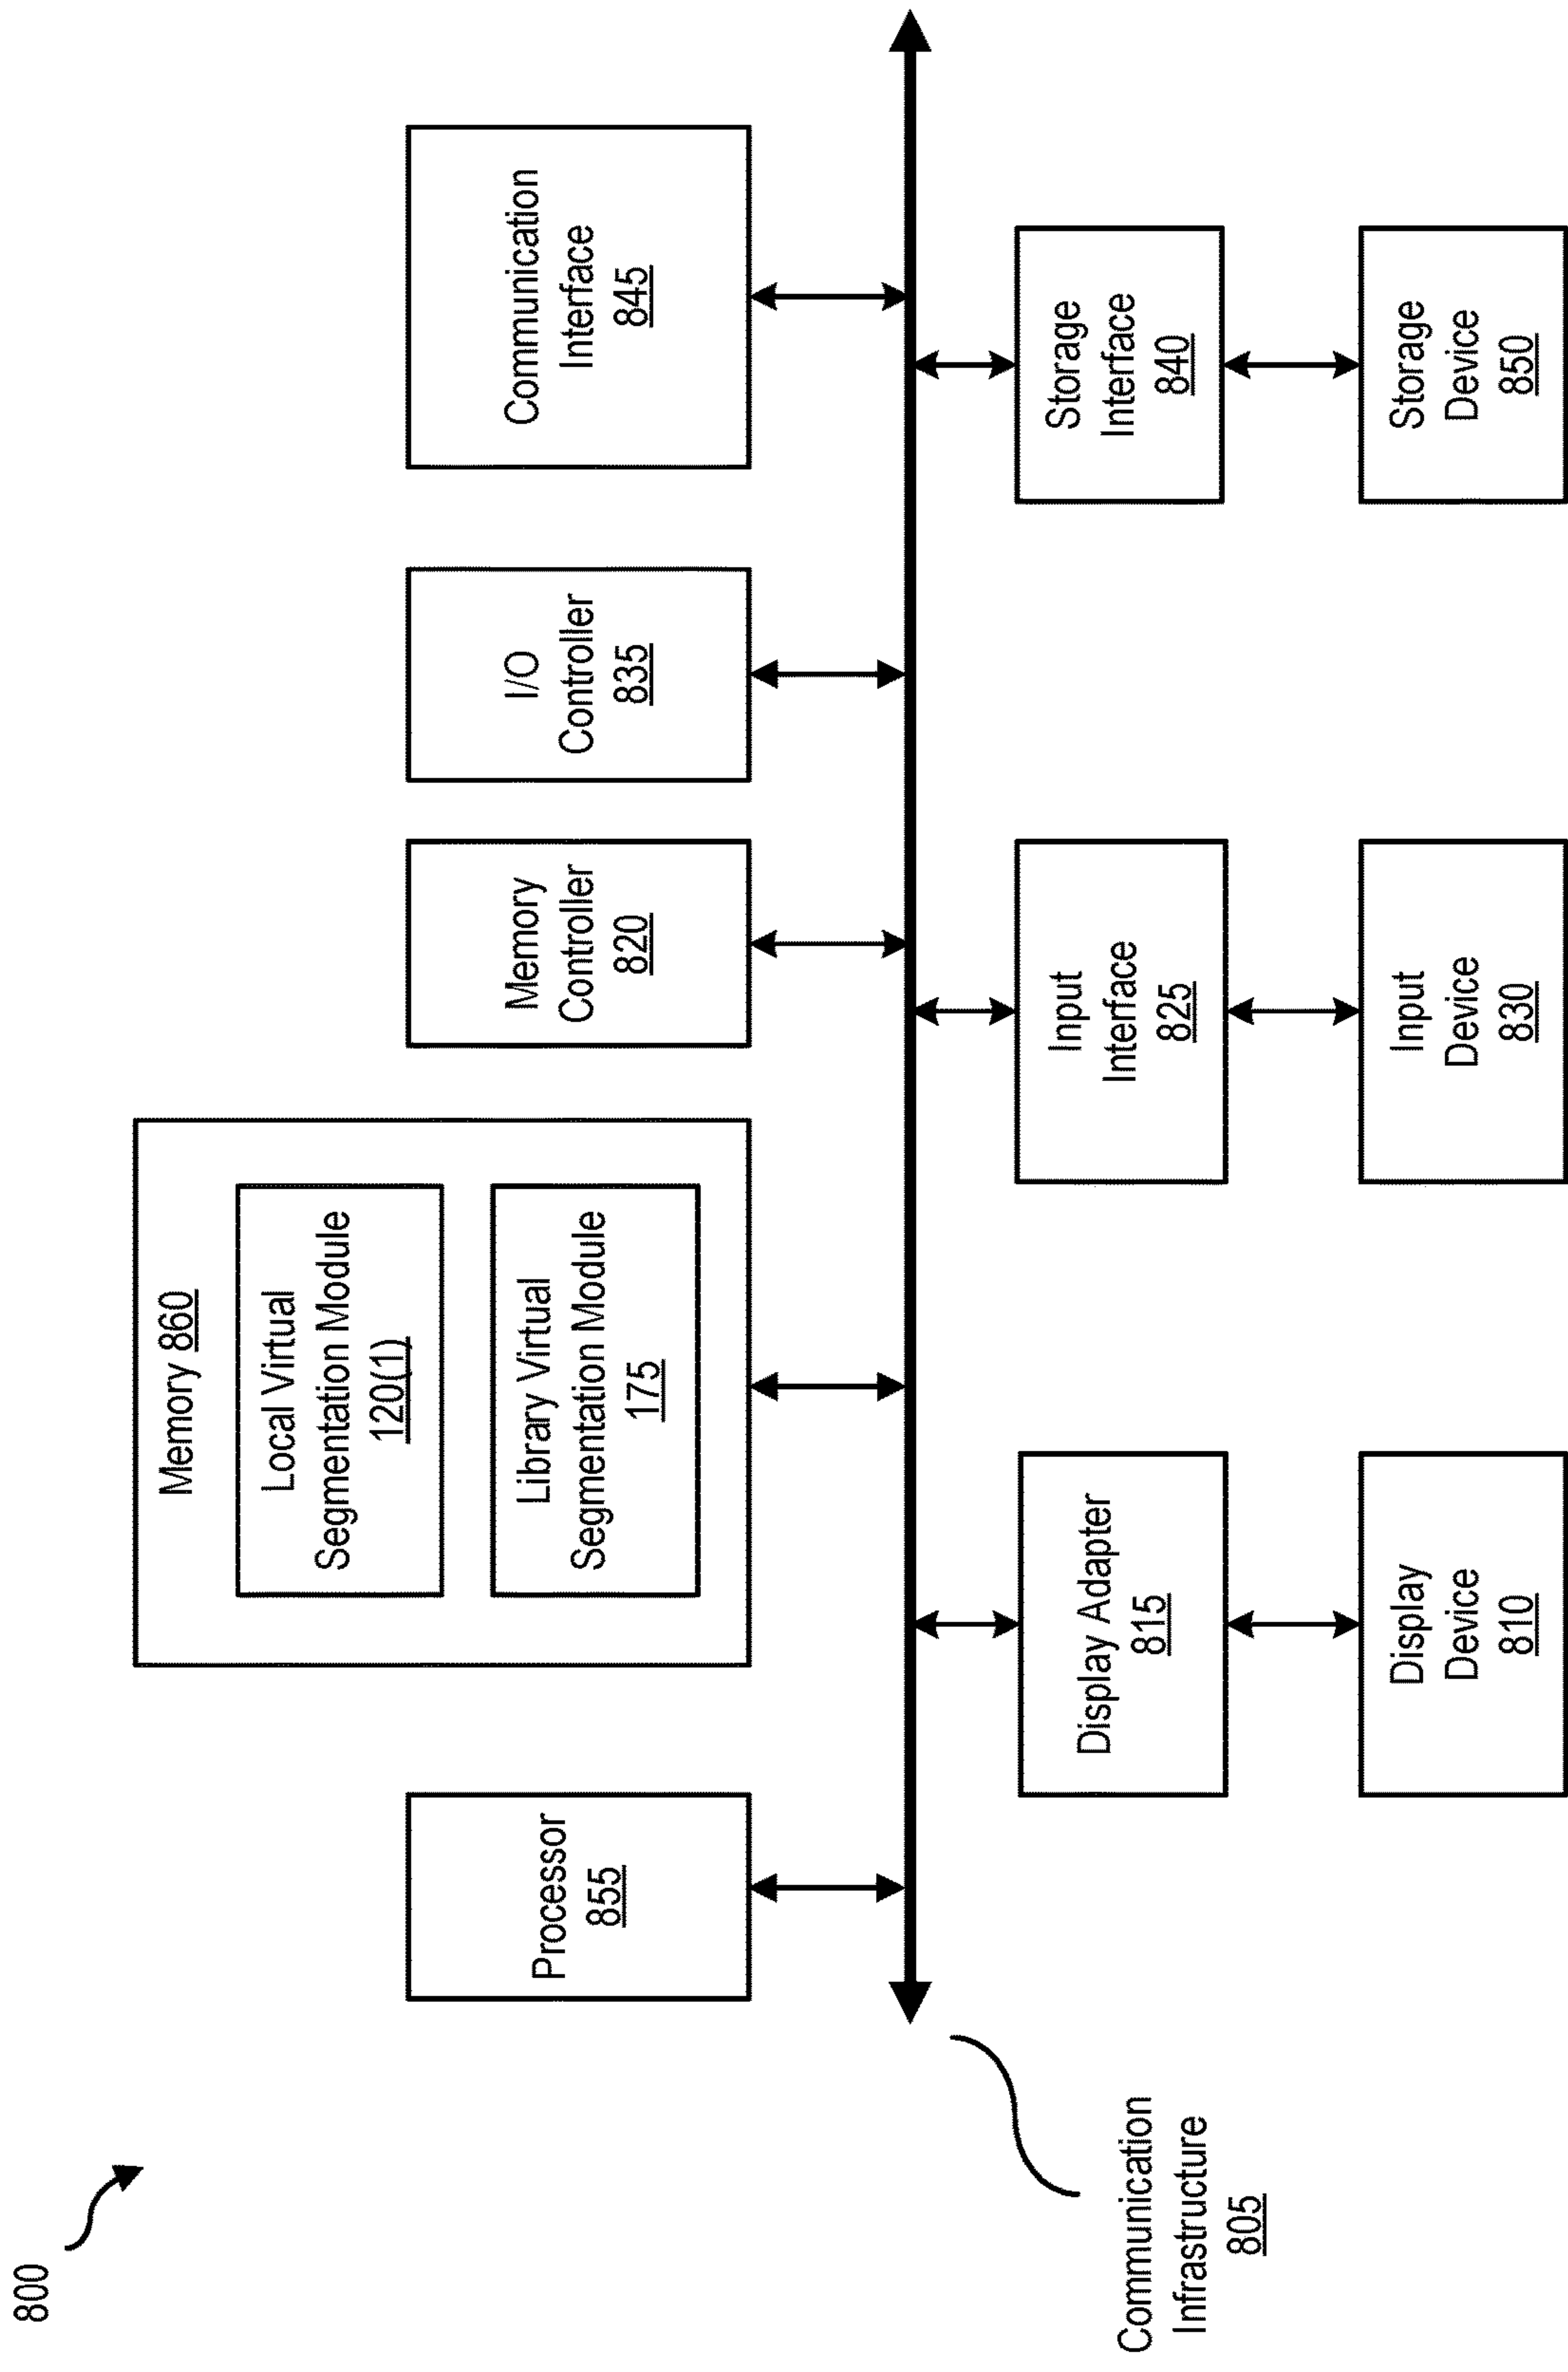 800
Processor
855
Memory 860
Local Virtual
Segmentation Module
120(1)
Library Virtual
Segmentation Module
175
Memory
Controller
820
I/O
Controller
835
Communication
Interface
845
Communication
Infrastructure
805
Display Adapter
815
Input
Interface
825
Storage
Interface
840
Display
Device
810
Input
Device
830
Storage
Device
850